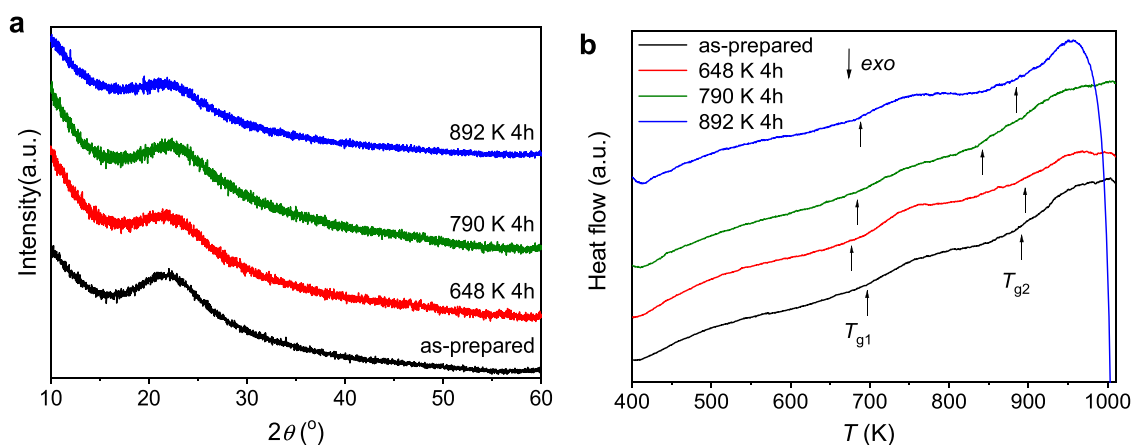 a
Intensity(a.u.)
892 K 4h
790 K 4h
648 K 4h
as-prepared
10 20 30 40 50 60
2θ (°)
b
Heat flow (a.u.)
as-prepared
648 K 4h
790 K 4h
892 K 4h
exo
Tg1
Tg2
400 500 600 700 800 900 1000
T (K)